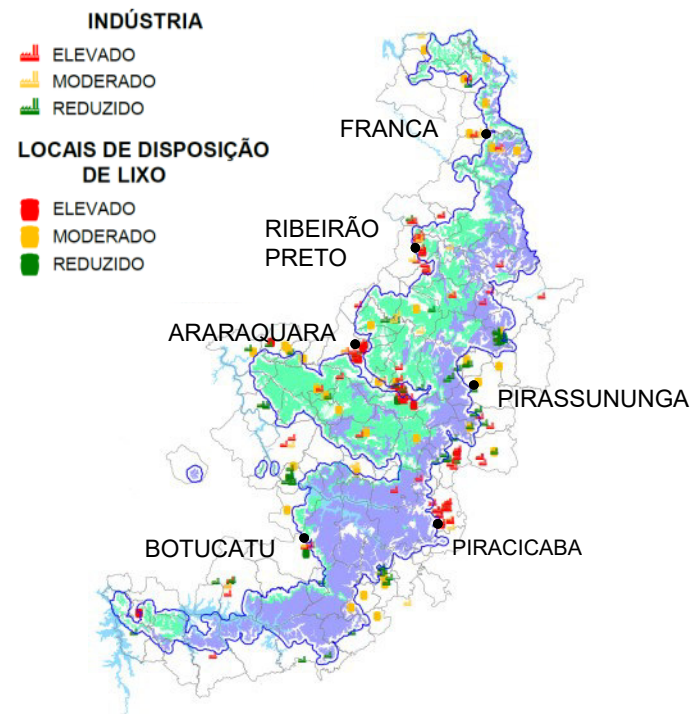 INDÚSTRIA
ELEVADO
MODERADO
REDUZIDO
LOCAIS DE DISPOSIÇÃO
DE LIXO
ELEVADO
MODERADO
REDUZIDO
FRANCA
RIBEIRÃO
PRETO
ARARAQUARA
PIRASSUNUNGA
BOTUCATU
PIRACICABA